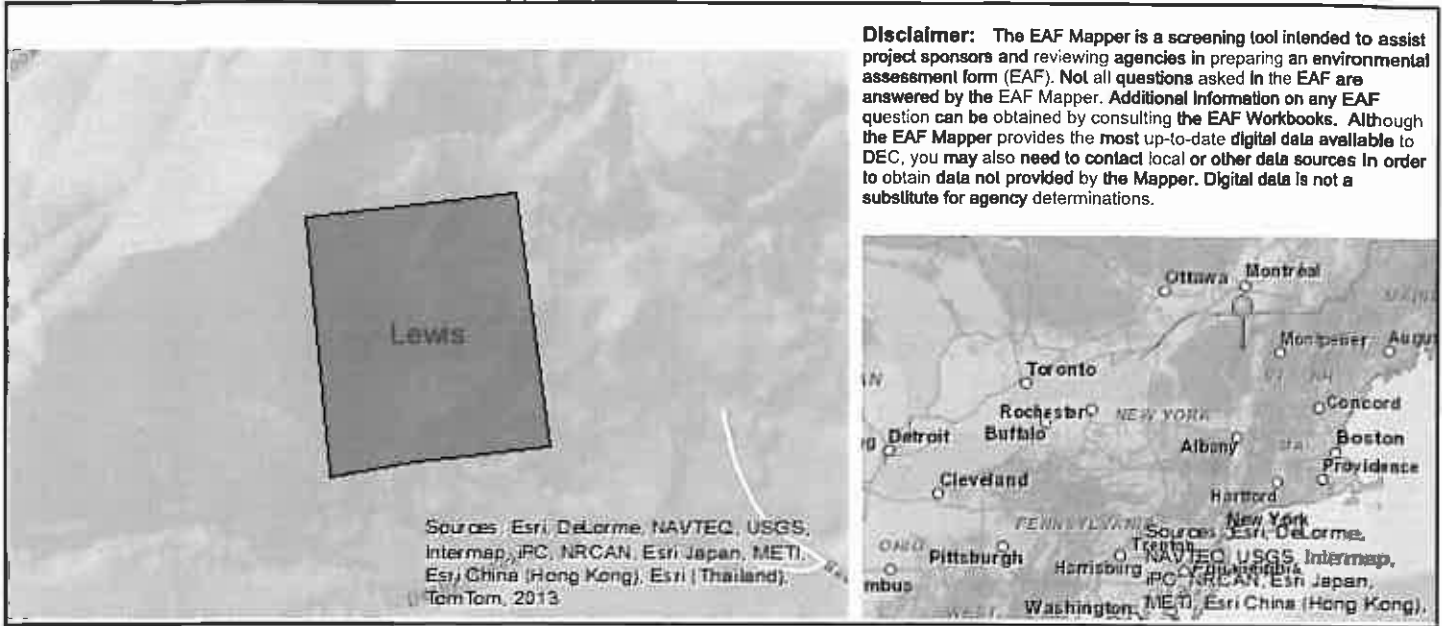 Disclaimer: The EAF Mapper is a screening tool intended to assist
project sponsors and reviewing agencies in preparing an environmental
assessment form (EAF). Not all questions asked in the EAF are
answered by the EAF Mapper. Additional information on any EAF
question can be obtained by consulting the EAF Workbooks. Although
the EAF Mapper provides the most up-to-date digital data available to
DEC, you may also need to contact local or other data sources in order
to obtain data not provided by the Mapper. Digital data is not a
substitute for agency determinations.
Lewis
Sources: Esri, DeLorme, NAVTEQ, USGS,
Intermap, iPC, NRCAN, Esri Japan, METI,
Esri China (Hong Kong), Esri (Thailand),
TomTom, 2013
Ottawa Montréal
Montpelier
Toronto
Concord
Rochester NEW YORK
Detroit Buffalo Albany Boston
Providence
Cleveland
Hartford
PENNSYLVANIA New York
Sources: Esri, DeLorme,
OHIO Pittsburgh NAVTEQ, USGS, Intermap,
Harrisburg iPC, NRCAN, Esri Japan,
Washington METI, Esri China (Hong Kong),